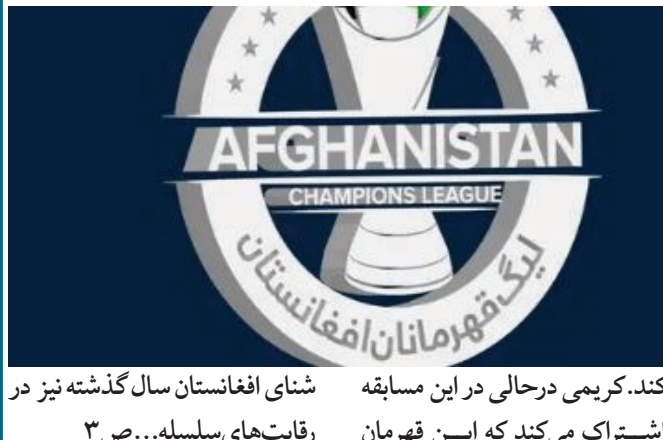 AFGHANISTAN
CHAMPIONS LEAGUE
لیگ قهرمانان افغانستان
کند.کریمی درحالی در این مسابقه
اشتراک می‌کند که این قهرمان
شنای افغانستان سال گذشته نیز در
رقابت‌های سلسله...ص۳